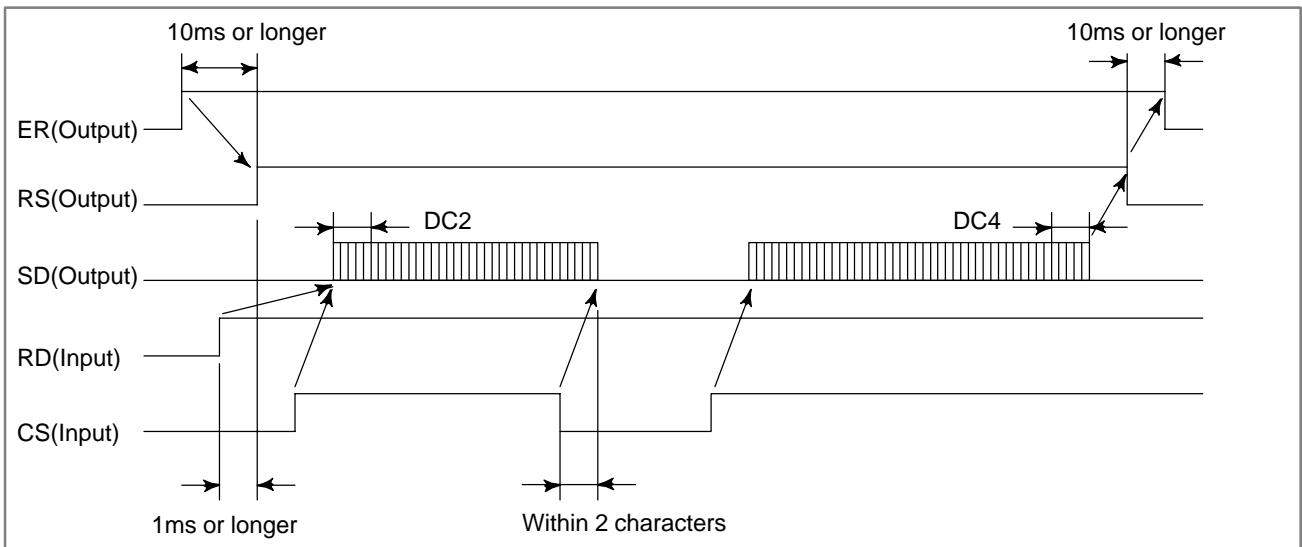 10ms or longer
10ms or longer
ER(Output)
RS(Output)
DC2
DC4
SD(Output)
RD(Input)
CS(Input)
1ms or longer
Within 2 characters